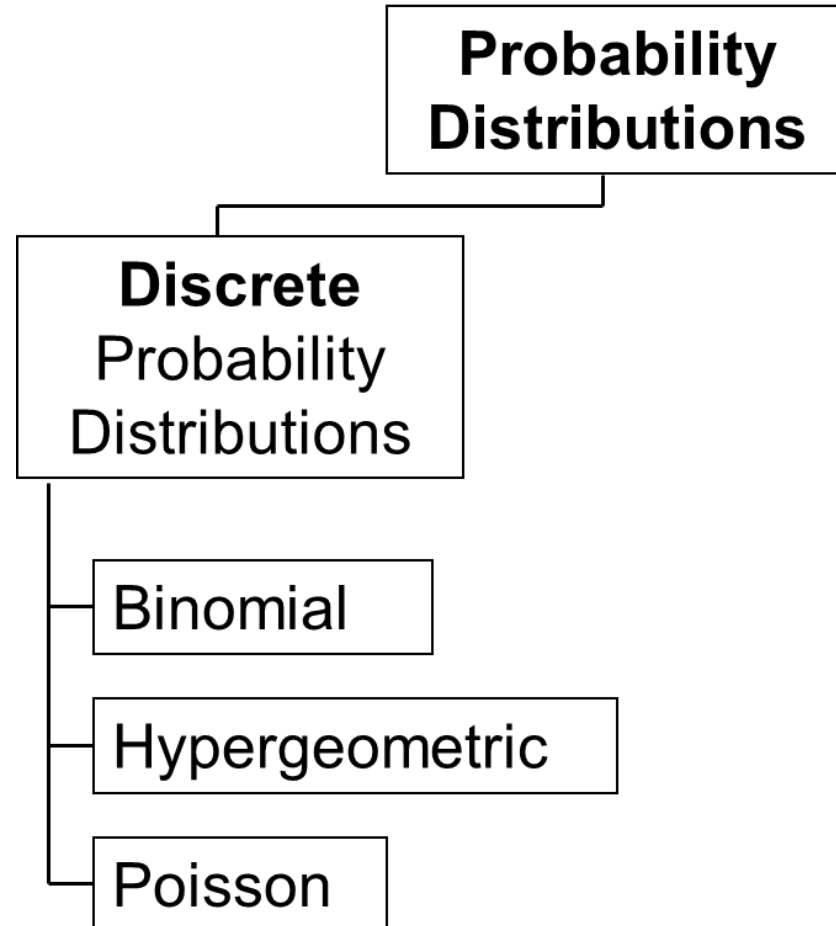 Probability
Distributions
Discrete
Probability
Distributions
Binomial
Hypergeometric
Poisson